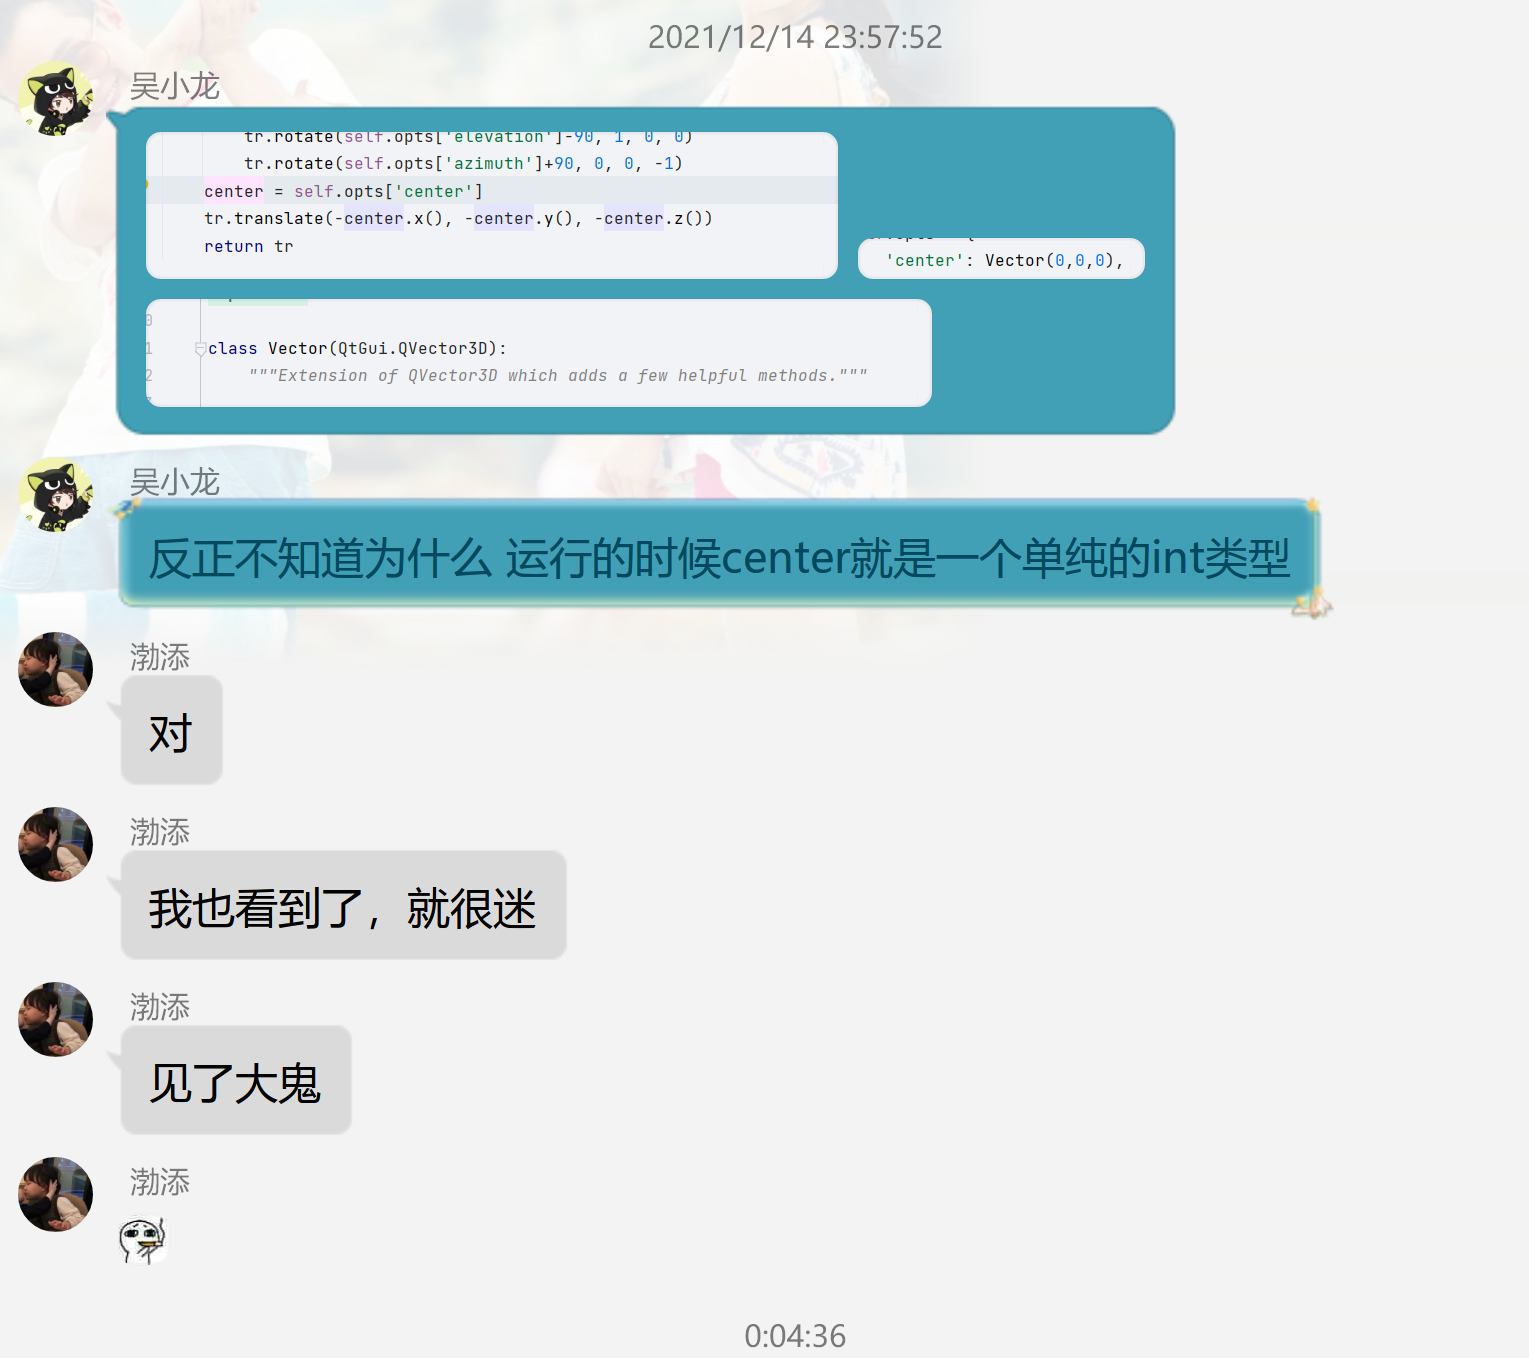 2021/12/14 23:57:52
吴小龙
tr.rotate(self.opts['elevation']-90, 1, 0, 0)
tr.rotate(self.opts['azimuth']+90, 0, 0, -1)
center = self.opts['center']
tr.translate(-center.x(), -center.y(), -center.z())
return tr
'center': Vector(0,0,0),
0
1
class Vector(QtGui.QVector3D):
2
"""Extension of QVector3D which adds a few helpful methods."""
吴小龙
反正不知道为什么 运行的时候center就是一个单纯的int类型
渤添
对
渤添
我也看到了，就很迷
渤添
见了大鬼
渤添
0:04:36